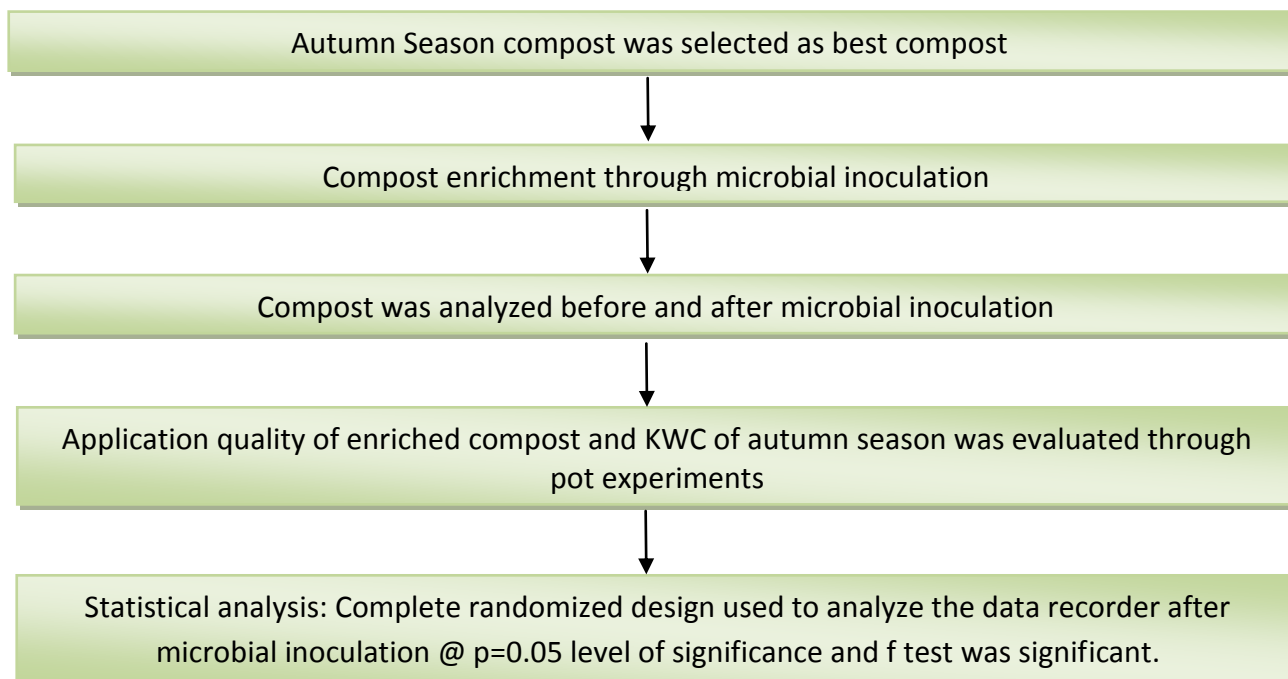 Autumn Season compost was selected as best compost
Compost enrichment through microbial inoculation
Compost was analyzed before and after microbial inoculation
Application quality of enriched compost and KWC of autumn season was evaluated through
pot experiments
Statistical analysis: Complete randomized design used to analyze the data recorder after
microbial inoculation @ p=0.05 level of significance and f test was significant.